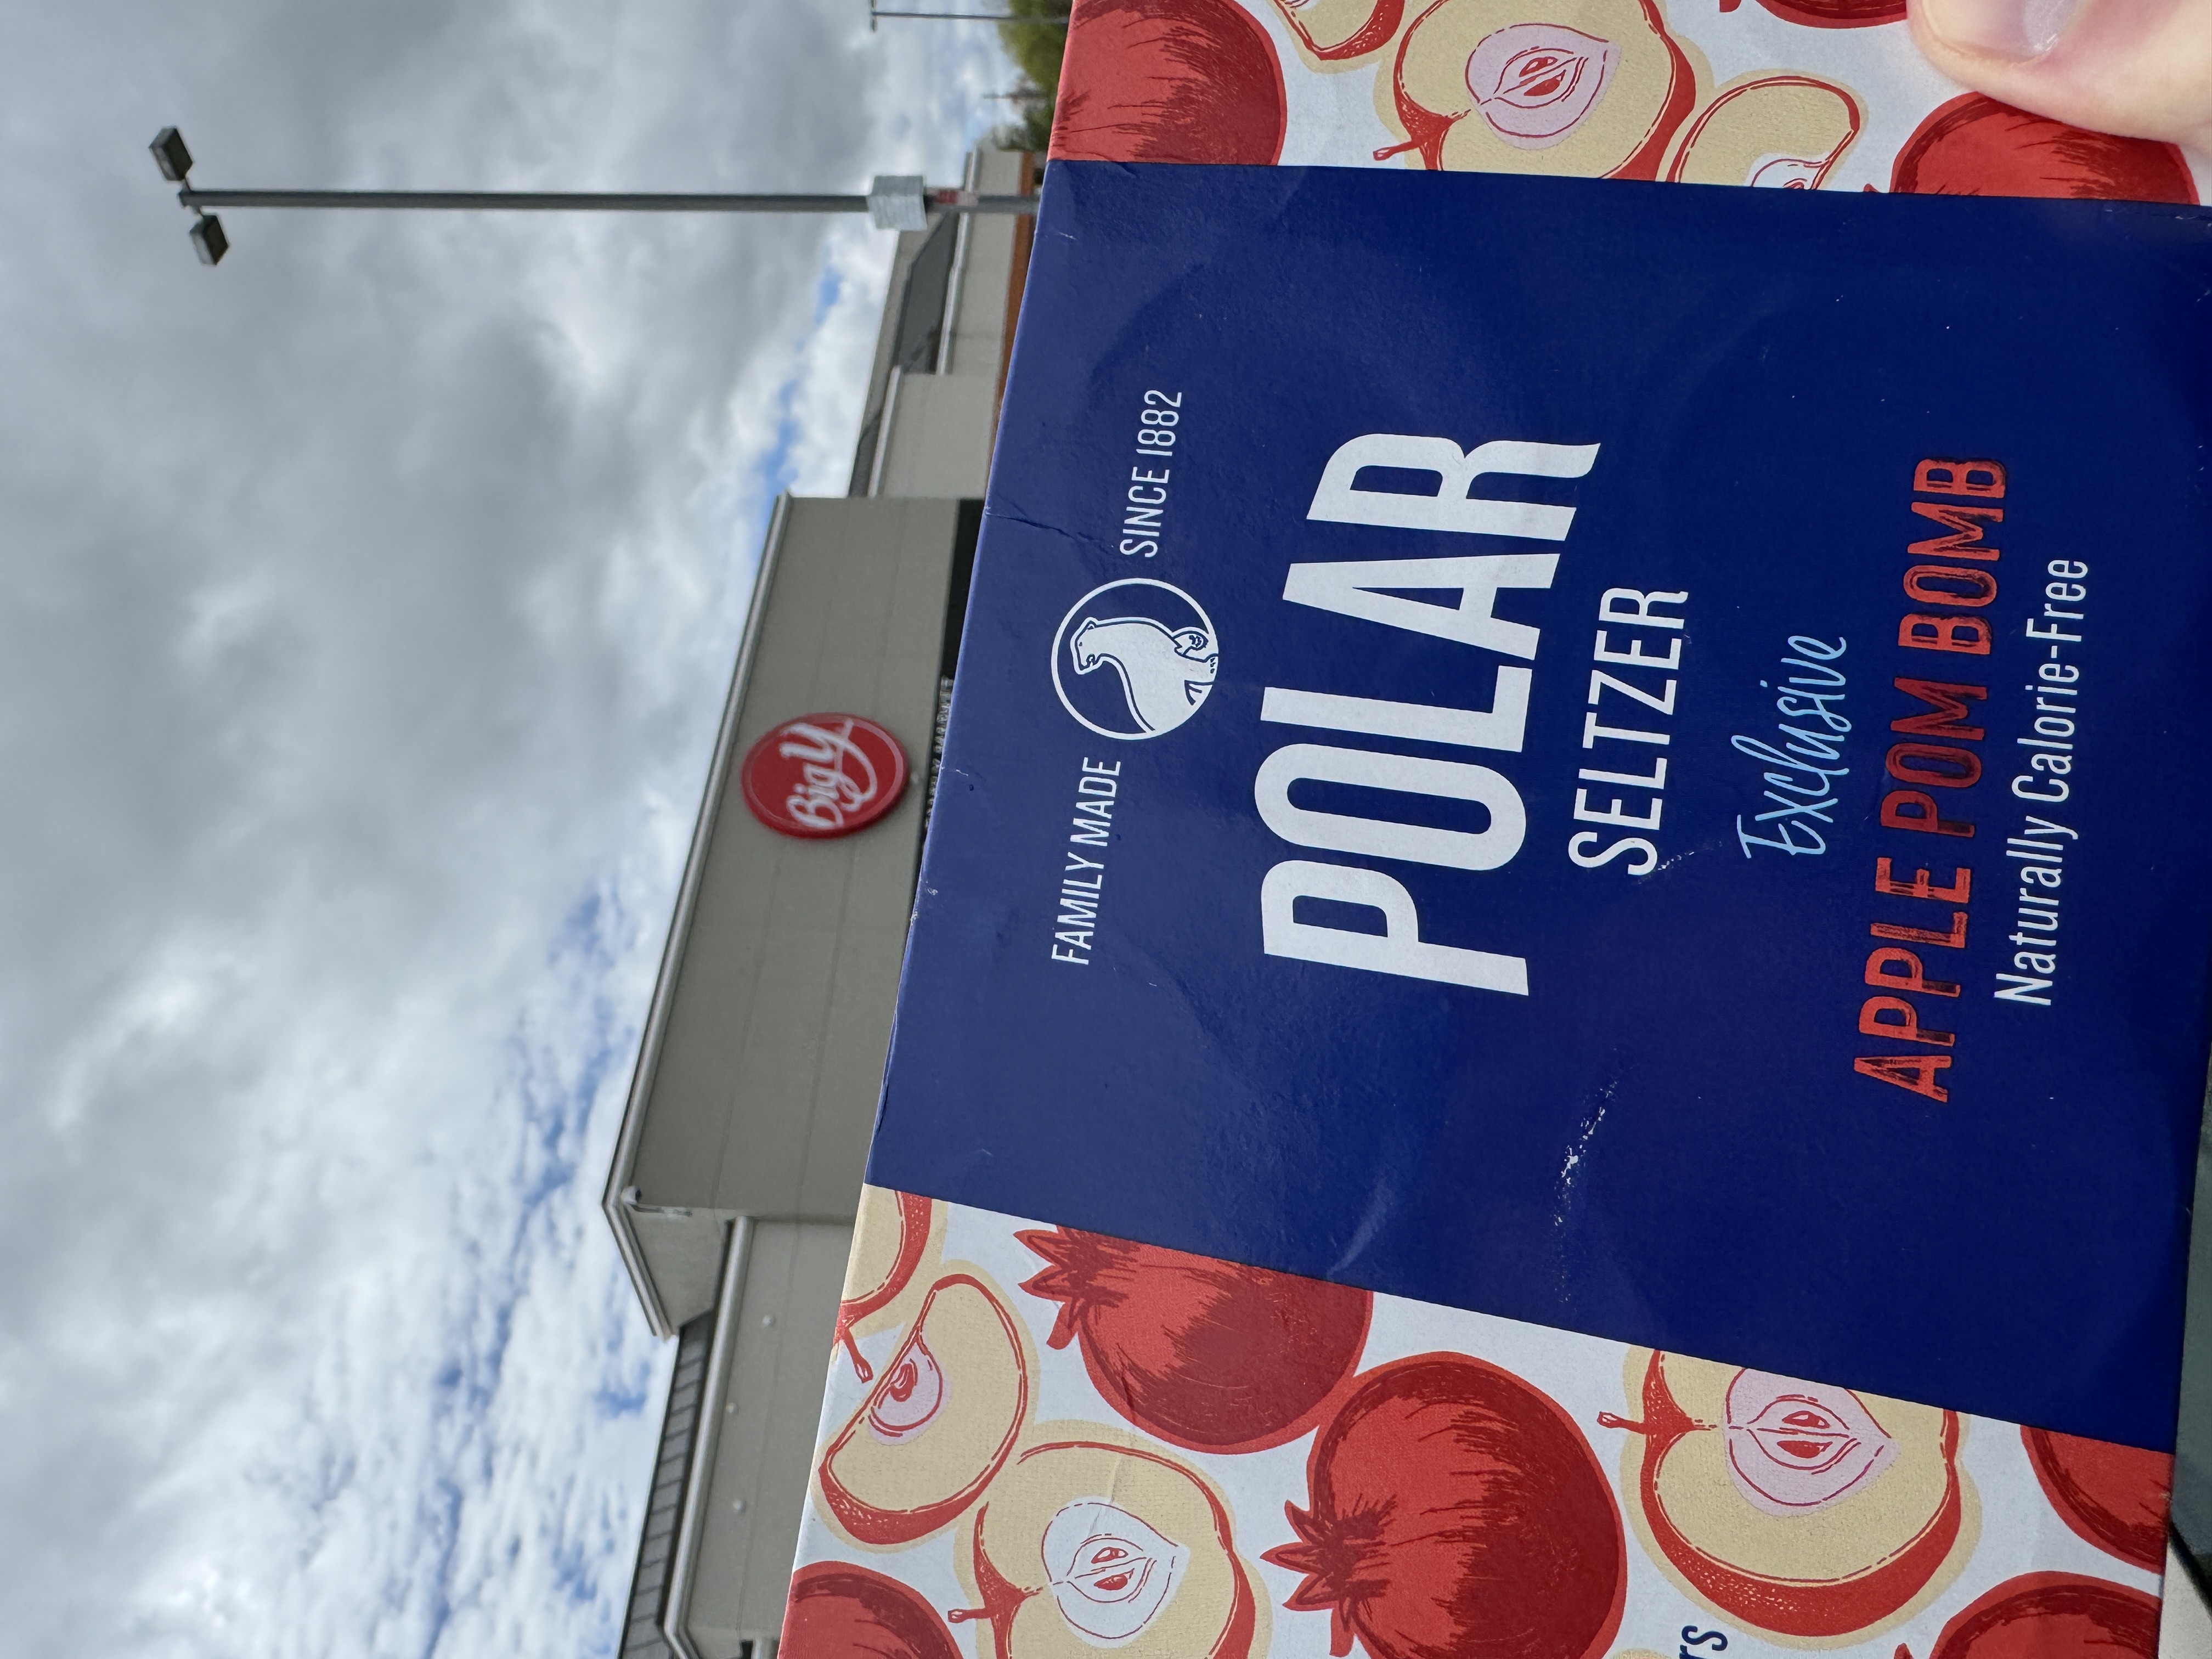 Big Y
FAMILY MADE SINCE 1882
POLAR
SELTZER
Exclusive
APPLE POM BOMB
Naturally Calorie-Free